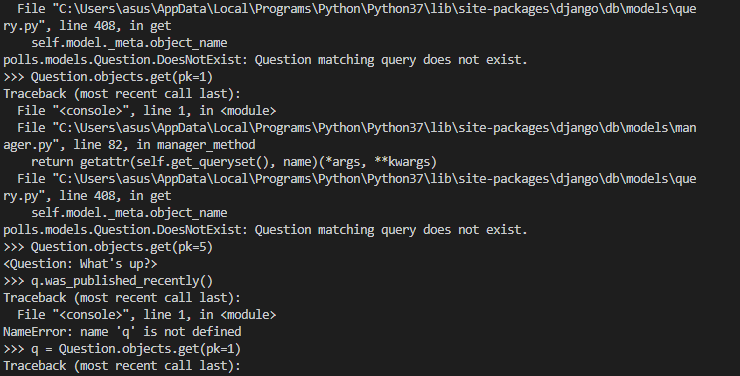 File "C:\Users\asus\AppData\Local\Programs\Python\Python37\lib\site-packages\django\db\models\que
ry.py", line 408, in get
    self.model._meta.object_name
polls.models.Question.DoesNotExist: Question matching query does not exist.
>>> Question.objects.get(pk=1)
Traceback (most recent call last):
  File "<console>", line 1, in <module>
  File "C:\Users\asus\AppData\Local\Programs\Python\Python37\lib\site-packages\django\db\models\man
ager.py", line 82, in manager_method
    return getattr(self.get_queryset(), name)(*args, **kwargs)
  File "C:\Users\asus\AppData\Local\Programs\Python\Python37\lib\site-packages\django\db\models\que
ry.py", line 408, in get
    self.model._meta.object_name
polls.models.Question.DoesNotExist: Question matching query does not exist.
>>> Question.objects.get(pk=5)
<Question: What's up?>
>>> q.was_published_recently()
Traceback (most recent call last):
  File "<console>", line 1, in <module>
NameError: name 'q' is not defined
>>> q = Question.objects.get(pk=1)
Traceback (most recent call last):